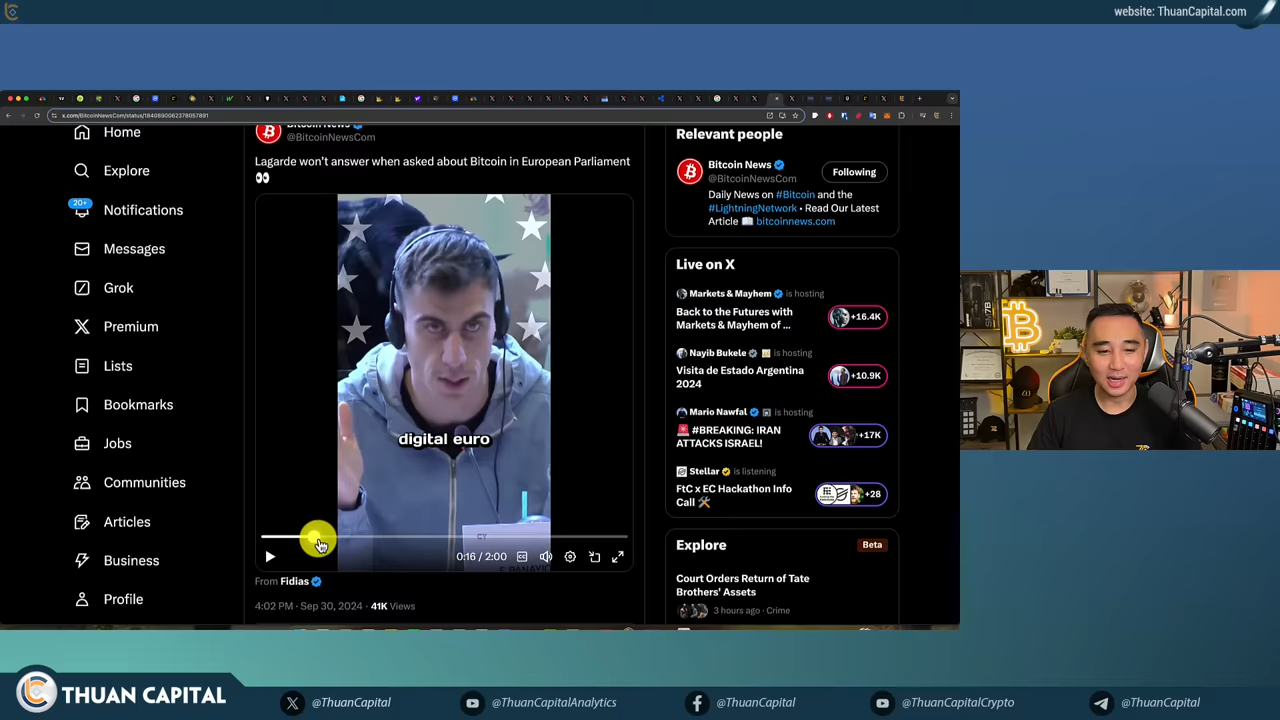 website: ThuanCapital.com
x.com/BitcoinNewsCom/status/1840890062378057891
Home
Explore
20+
Notifications
Messages
Grok
Premium
Lists
Bookmarks
Jobs
Communities
Articles
Business
Profile
@BitcoinNewsCom
Lagarde won't answer when asked about Bitcoin in European Parliament
👀
digital euro
CY
0:16 / 2:00
From Fidias
4:02 PM · Sep 30, 2024 · 41K Views
Relevant people
Bitcoin News
@BitcoinNewsCom
Following
Daily News on #Bitcoin and the
#LightningNetwork • Read Our Latest
Article 📖 bitcoinnews.com
Live on X
Markets & Mayhem is hosting
Back to the Futures with
Markets & Mayhem of ...
+16.4K
Nayib Bukele is hosting
Visita de Estado Argentina
2024
+10.9K
Mario Nawfal is hosting
🚨 #BREAKING: IRAN
ATTACKS ISRAEL!
+17K
Stellar is listening
FtC x EC Hackathon Info
Call 🛠️
+28
Explore
Beta
Court Orders Return of Tate
Brothers' Assets
3 hours ago · Crime
SM7B
THUAN CAPITAL
@ThuanCapital
@ThuanCapitalAnalytics
@ThuanCapital
@ThuanCapitalCrypto
@ThuanCapital